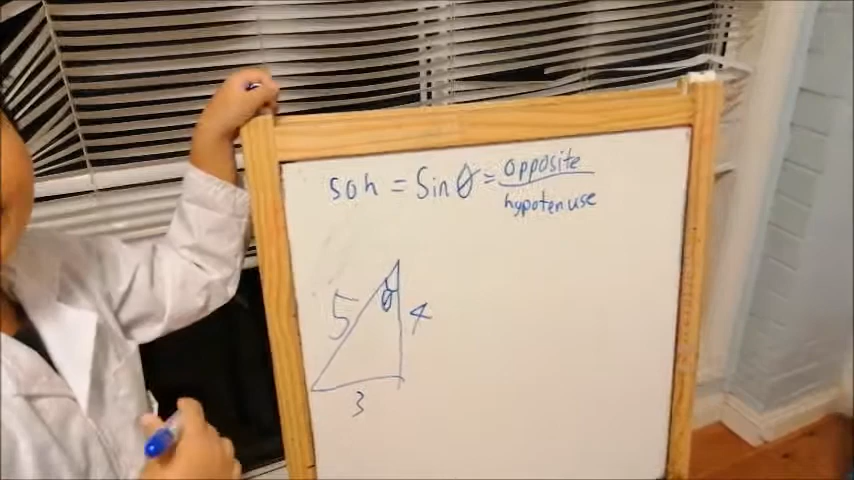 soh = Sin θ = opposite
hypotenuse
θ
5
4
3